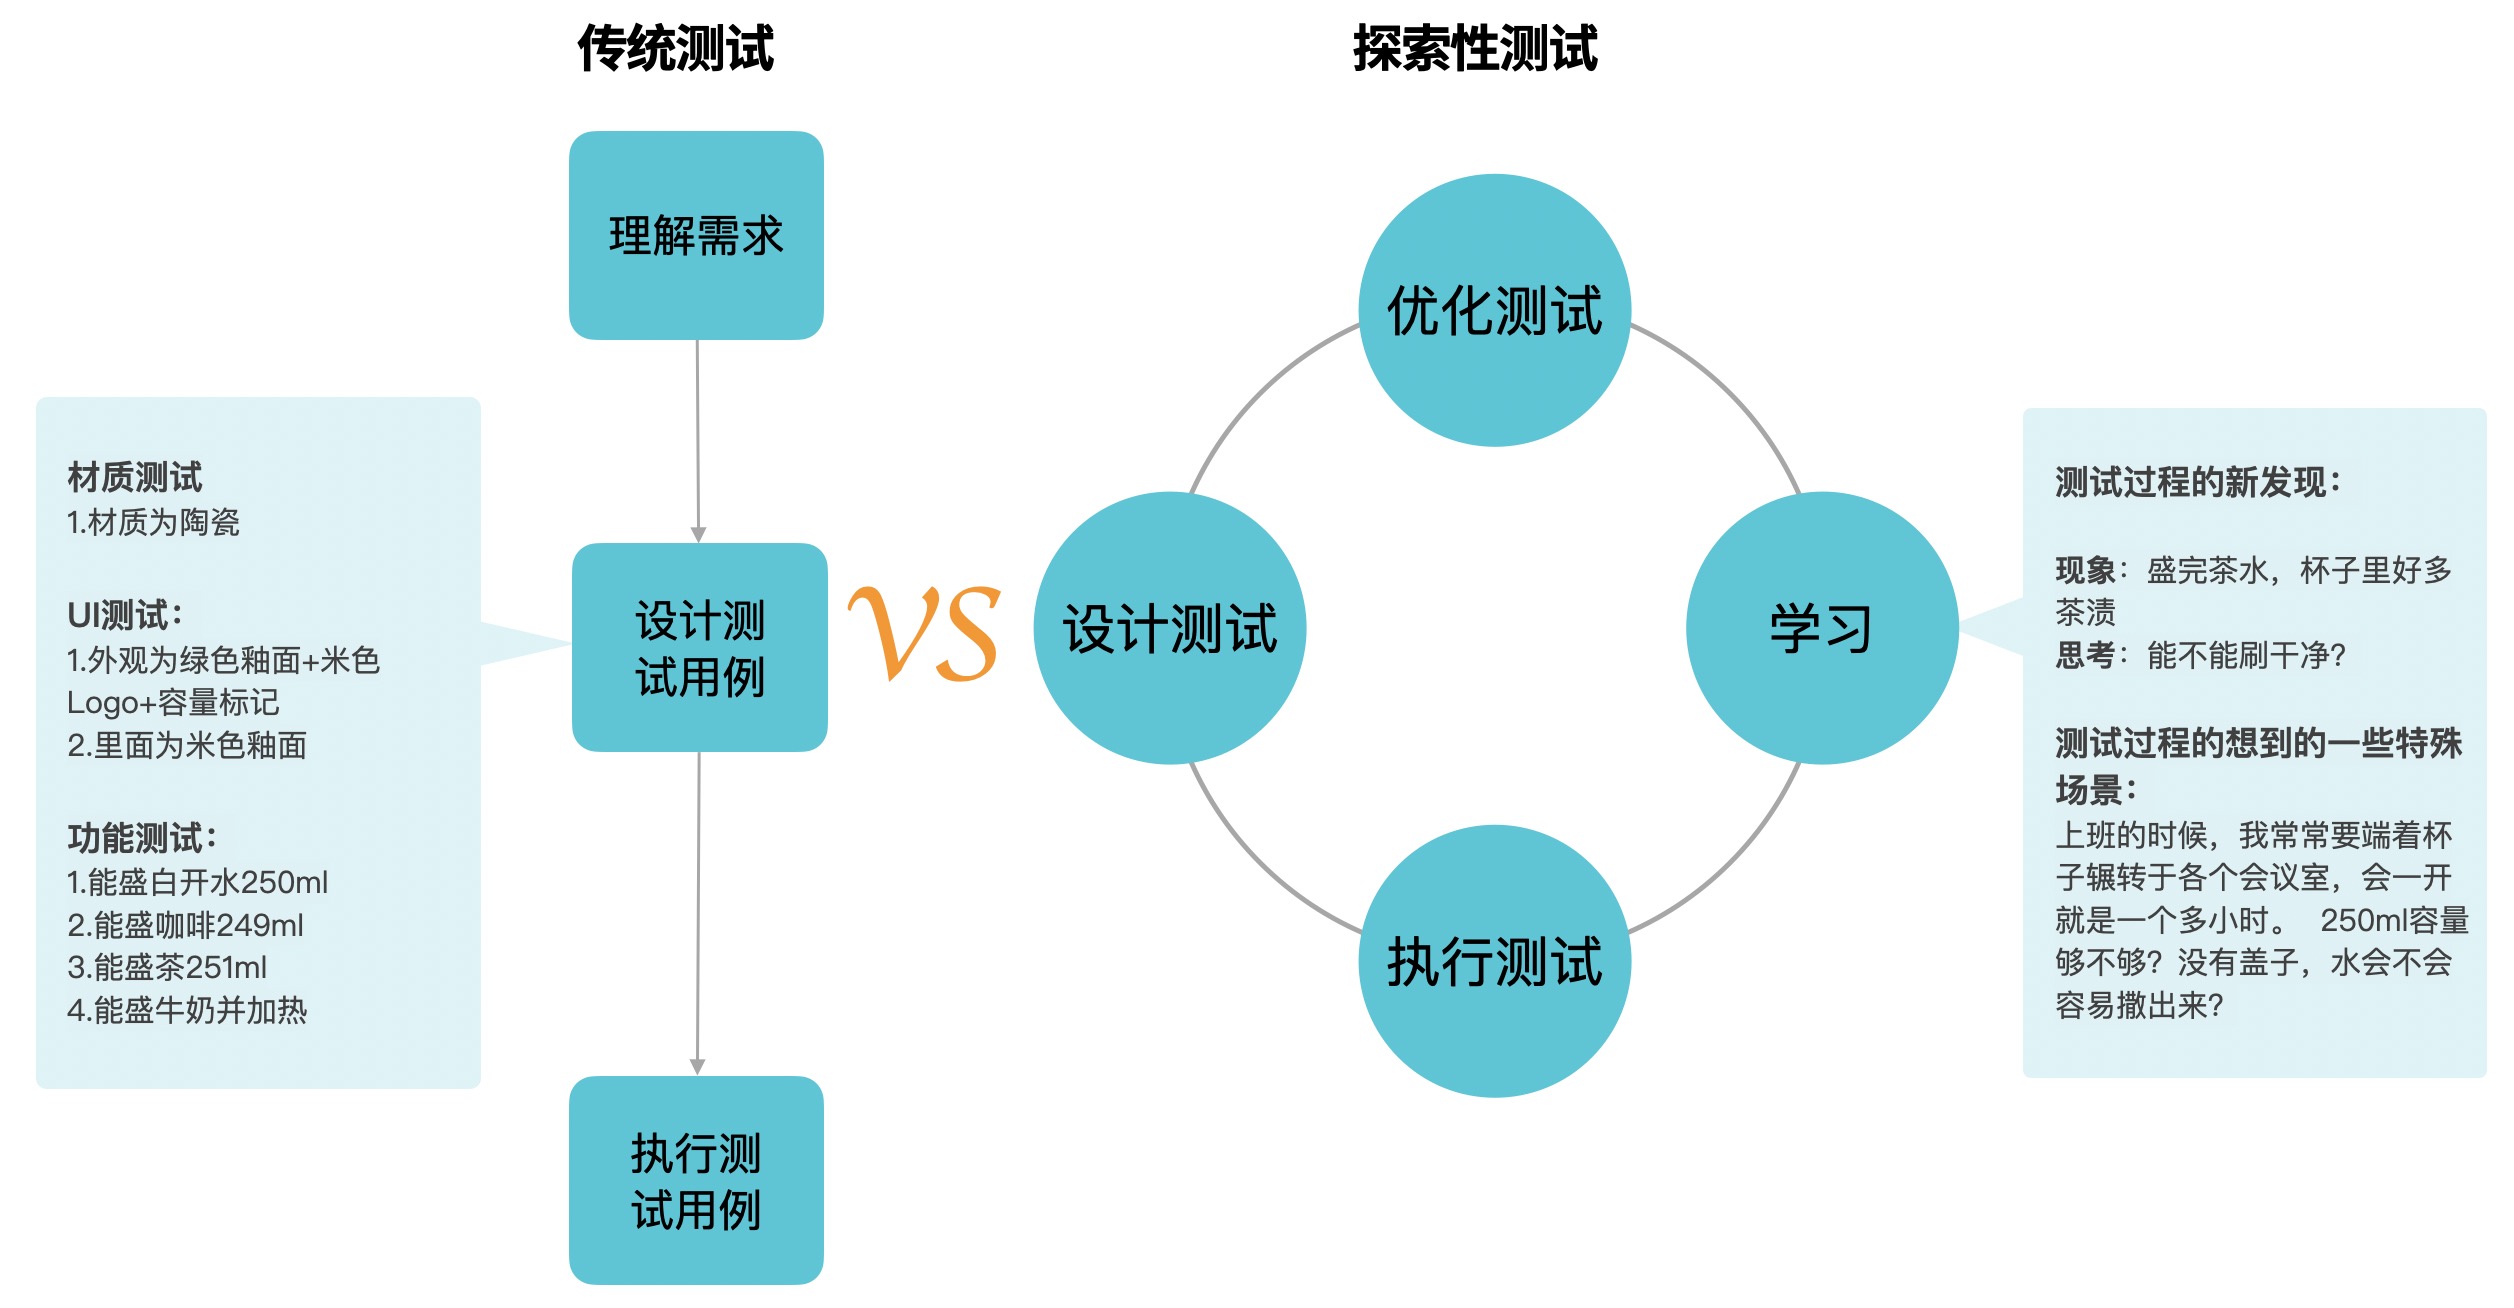 传统测试
理解需求
设计测
试用例
执行测
试用例
材质测试
1.材质为陶瓷
UI测试：
1.外观为绿色釉面+米色
Logo+容量标记
2.里面为米色釉面
功能测试：
1.能盛白开水250ml
2.能盛咖啡249ml
3.能盛茶251ml
4.能盛牛奶并加热
VS
探索性测试
优化测试
设计测试
学习
执行测试
测试过程的新发现：
现象：盛完茶水，杯子里好多
茶渍
思考：能不能刷干净？
测试过程的想到的一些特殊
场景：
上班的时候，我常常要端着杯
子辗转于各个会议室，会一开
就是一个多小时。 250ml容量
够不够？没有盖子，水会不会
容易撒出来？